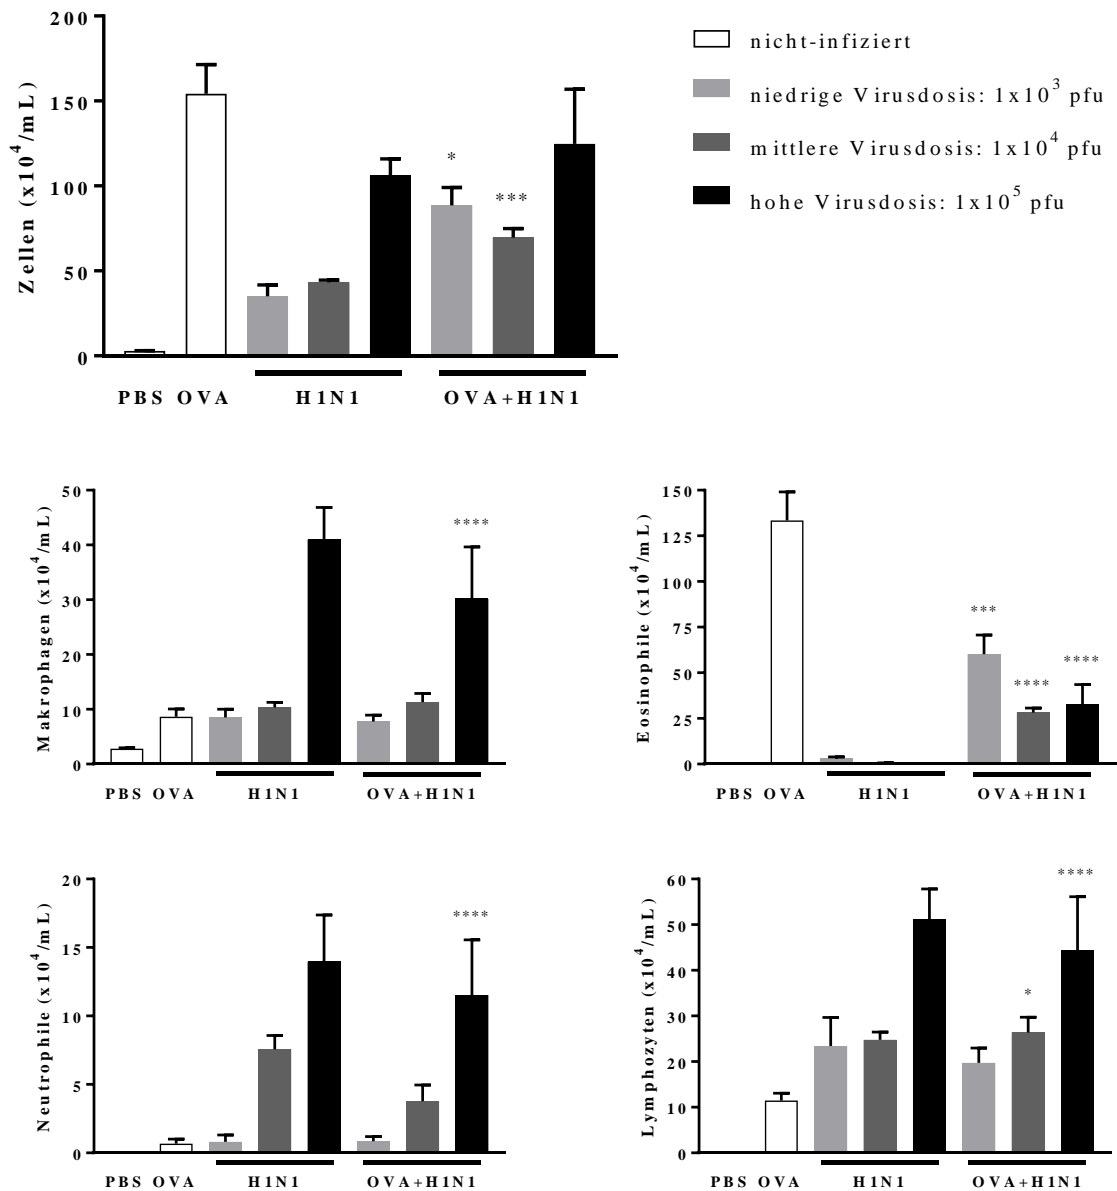 Zellen (x10⁴/mL)
200
150
100
50
0
*
***
PBS OVA H1N1 OVA+H1N1
nicht-infiziert
niedrige Virusdosis: 1x10³ pfu
mittlere Virusdosis: 1x10⁴ pfu
hohe Virusdosis: 1x10⁵ pfu
Makrophagen (x10⁴/mL)
50
40
30
20
10
0
****
PBS OVA H1N1 OVA+H1N1
Eosinophile (x10⁴/mL)
150
125
100
75
50
25
0
***
****
****
PBS OVA H1N1 OVA+H1N1
Neutrophile (x10⁴/mL)
20
15
10
5
0
****
PBS OVA H1N1 OVA+H1N1
Lymphozyten (x10⁴/mL)
60
50
40
30
20
10
0
*
****
PBS OVA H1N1 OVA+H1N1